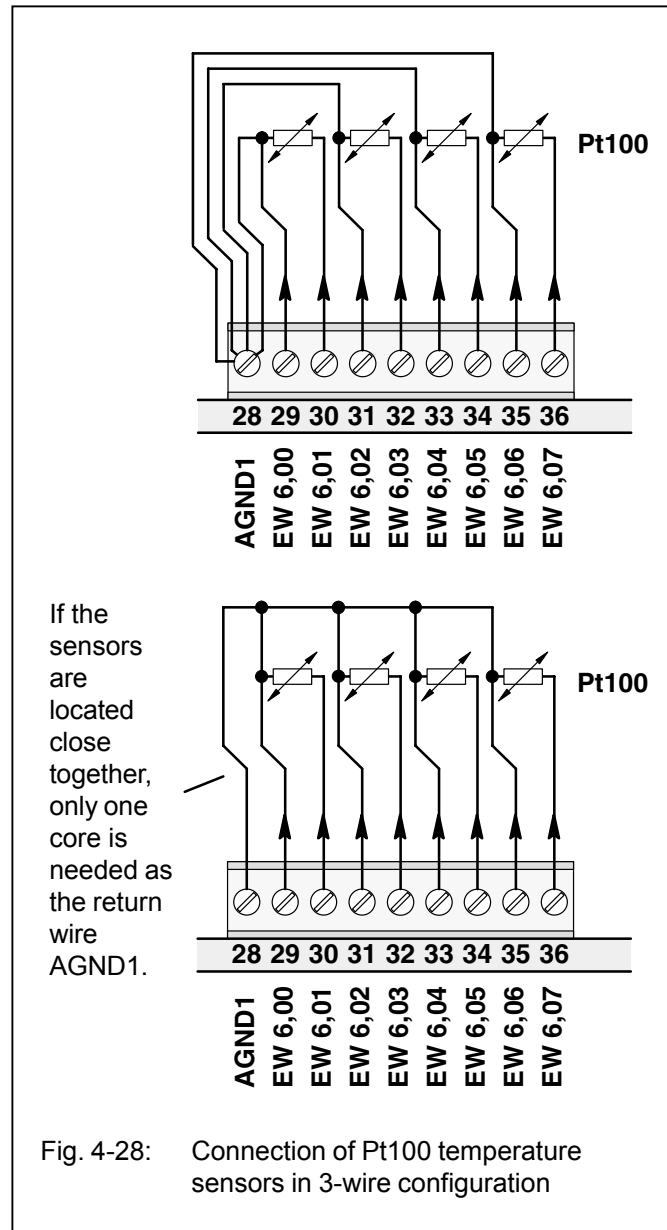 Pt100
28 29 30 31 32 33 34 35 36
AGND1
EW 6,00
EW 6,01
EW 6,02
EW 6,03
EW 6,04
EW 6,05
EW 6,06
EW 6,07
If the
sensors
are
located
close
together,
only one
core is
needed as
the return
wire
AGND1.
Pt100
28 29 30 31 32 33 34 35 36
AGND1
EW 6,00
EW 6,01
EW 6,02
EW 6,03
EW 6,04
EW 6,05
EW 6,06
EW 6,07
Fig. 4-28: Connection of Pt100 temperature
sensors in 3-wire configuration